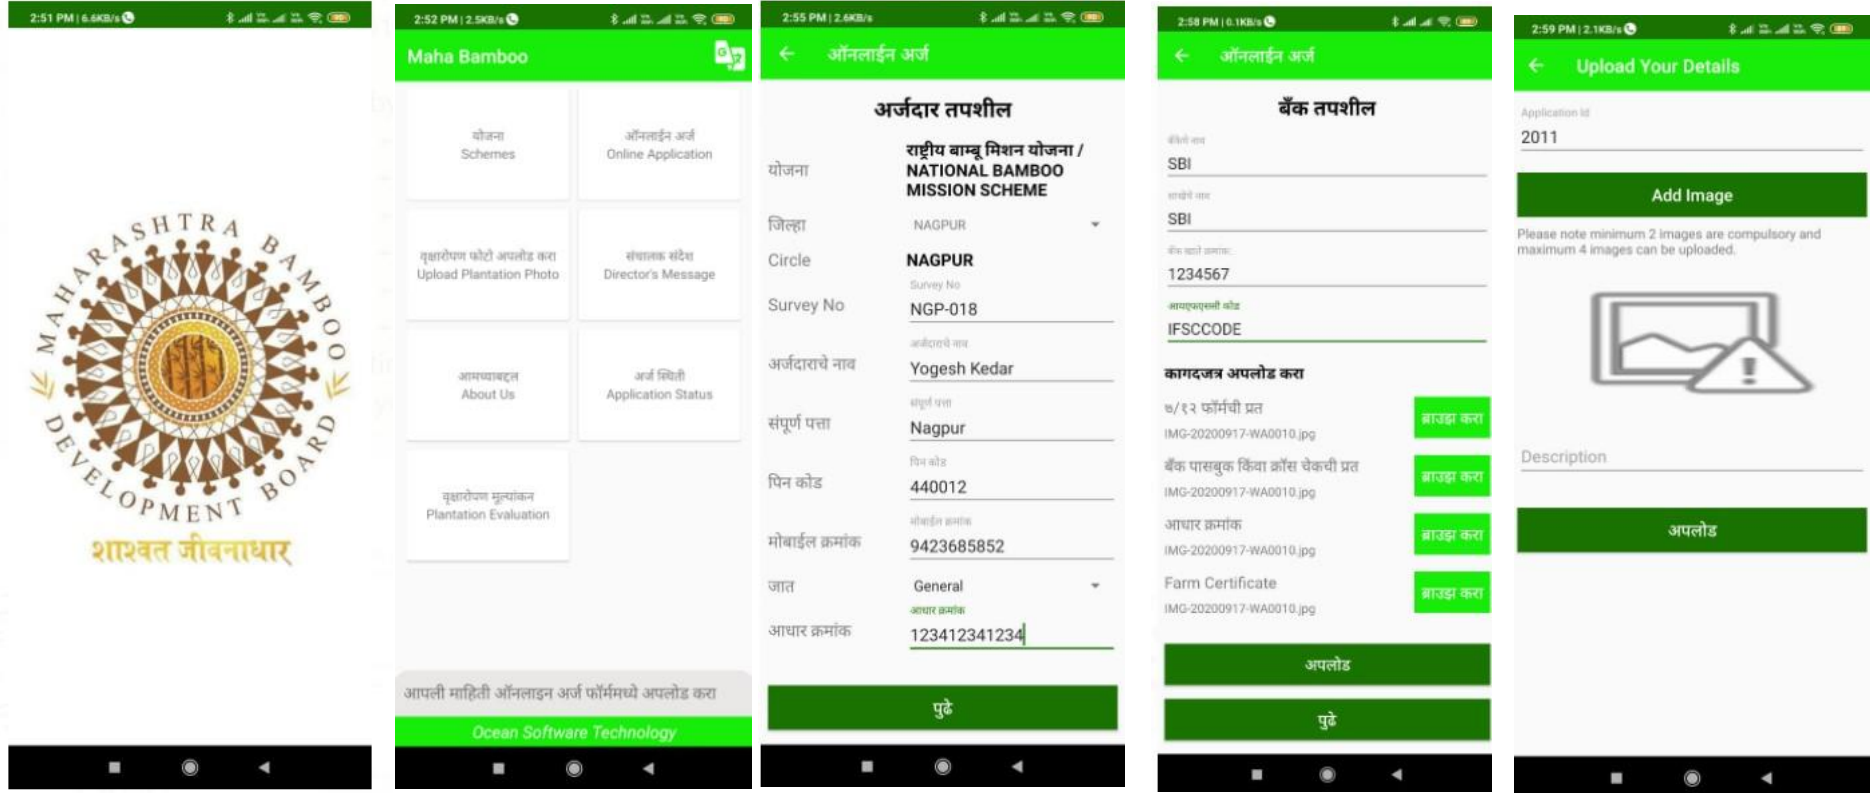 2:51 PM | 6.6KB/s
MAHARASHTRA BAMBOO
DEVELOPMENT BOARD
शाश्वत जीवनाधार
2:52 PM | 2.5KB/s
Maha Bamboo
योजना
Schemes
ऑनलाईन अर्ज
Online Application
वृक्षारोपण फोटो अपलोड करा
Upload Plantation Photo
संचालक संदेश
Director's Message
आमच्याबद्दल
About Us
अर्ज स्थिती
Application Status
वृक्षारोपण मूल्यांकन
Plantation Evaluation
आपली माहिती ऑनलाइन अर्ज फॉर्ममध्ये अपलोड करा
Ocean Software Technology
2:55 PM | 2.6KB/s
ऑनलाईन अर्ज
अर्जदार तपशील
योजना
राष्ट्रीय बाम्बू मिशन योजना /
NATIONAL BAMBOO
MISSION SCHEME
जिल्हा NAGPUR
Circle NAGPUR
Survey No
Survey No NGP-018
अर्जदाराचे नाव
अर्जदाराचे नाव Yogesh Kedar
संपूर्ण पत्ता
संपूर्ण पत्ता Nagpur
पिन कोड
पिन कोड 440012
मोबाईल क्रमांक
मोबाईल क्रमांक 9423685852
जात General
आधार क्रमांक
आधार क्रमांक 123412341234
पुढे
2:58 PM | 0.1KB/s
ऑनलाईन अर्ज
बँक तपशील
बँकेचे नाव
SBI
शाखेचे नाव
SBI
बँक खाते क्रमांक
1234567
आयएफएससी कोड
IFSCCODE
कागदजत्र अपलोड करा
७/१२ फॉर्मची प्रत
IMG-20200917-WA0010.jpg
ब्राउझ करा
बँक पासबुक किंवा क्रॉस चेकची प्रत
IMG-20200917-WA0010.jpg
ब्राउझ करा
आधार क्रमांक
IMG-20200917-WA0010.jpg
ब्राउझ करा
Farm Certificate
IMG-20200917-WA0010.jpg
ब्राउझ करा
अपलोड
पुढे
2:59 PM | 2.1KB/s
Upload Your Details
Application Id
2011
Add Image
Please note minimum 2 images are compulsory and
maximum 4 images can be uploaded.
Description
अपलोड